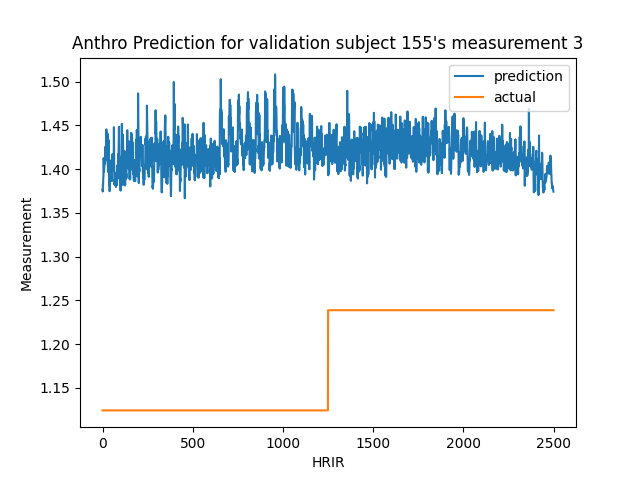 Anthro Prediction for validation subject 155's measurement 3
prediction
actual
1.50
1.45
1.40
1.35
1.30
1.25
1.20
1.15
Measurement
0
500
1000
1500
2000
2500
HRIR